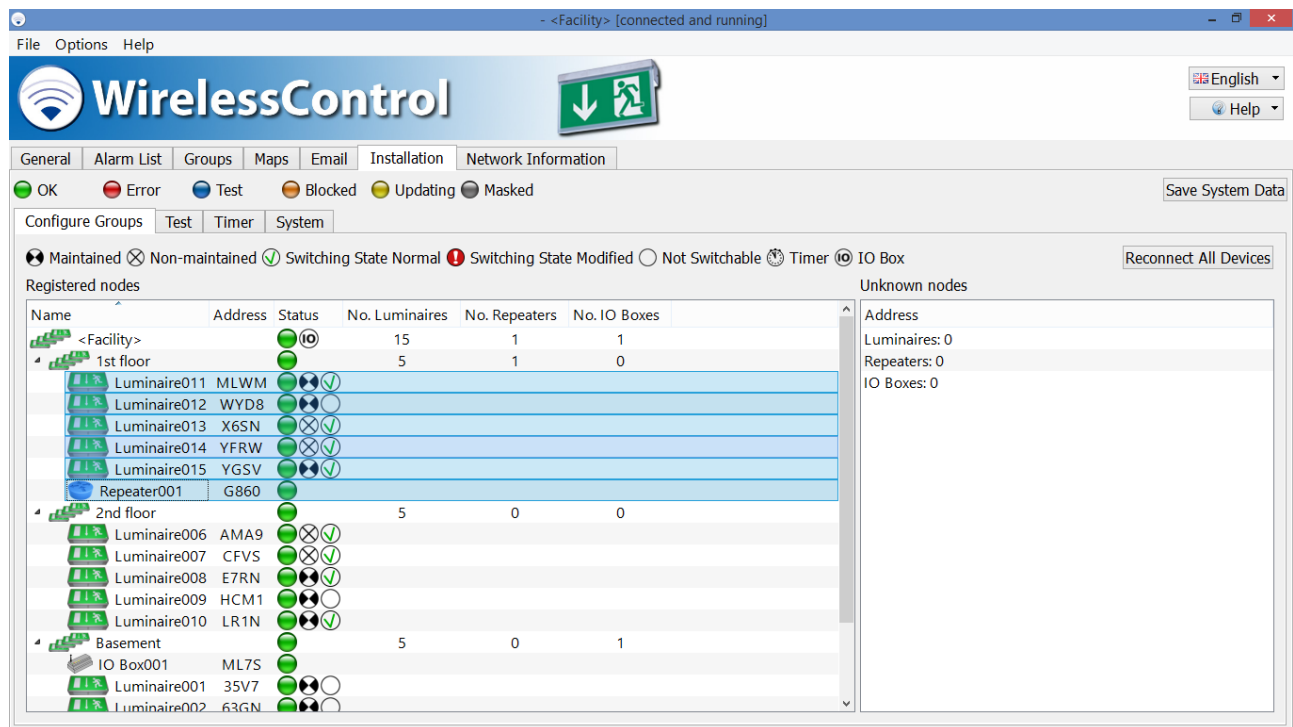 - <Facility> [connected and running]
File Options Help
WirelessControl
English
Help
General Alarm List Groups Maps Email Installation Network Information
OK Error Test Blocked Updating Masked Save System Data
Configure Groups Test Timer System
Maintained Non-maintained Switching State Normal Switching State Modified Not Switchable Timer IO IO Box Reconnect All Devices
Registered nodes Unknown nodes
Name Address Status No. Luminaires No. Repeaters No. IO Boxes Address
<Facility> IO 15 1 1 Luminaires: 0
1st floor 5 1 0 Repeaters: 0
Luminaire011 MLWM IO Boxes: 0
Luminaire012 WYD8
Luminaire013 X6SN
Luminaire014 YFRW
Luminaire015 YGSV
Repeater001 G860
2nd floor 5 0 0
Luminaire006 AMA9
Luminaire007 CFVS
Luminaire008 E7RN
Luminaire009 HCM1
Luminaire010 LR1N
Basement 5 0 1
IO Box001 ML7S
Luminaire001 35V7
Luminaire002 63GN